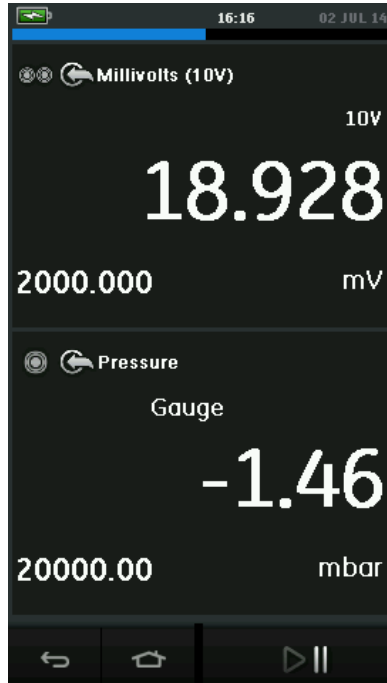 16:16 02 JUL 14
Millivolts (10V)
10V
18.928
2000.000 mV
Pressure
Gauge
-1.46
20000.00 mbar